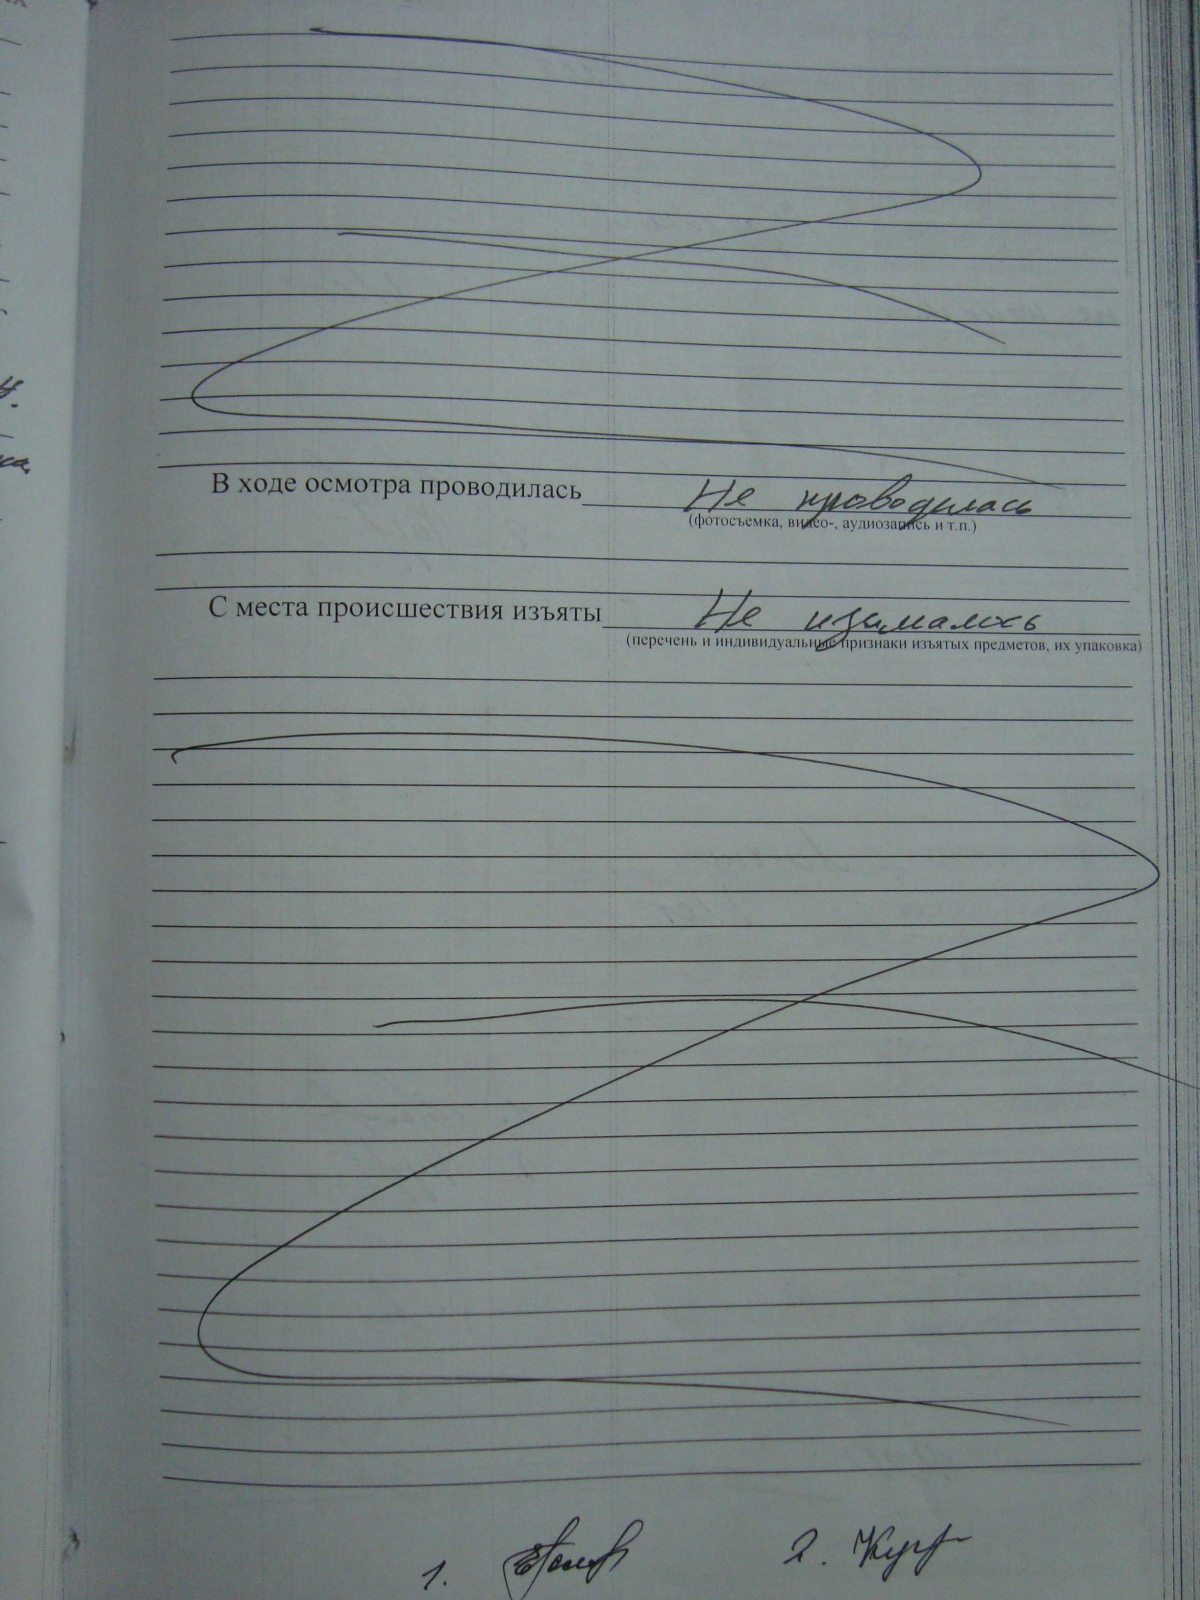 В ходе осмотра проводилась Не проводилась
(фотосъемка, видео-, аудиозапись и т.п.)
С места происшествия изъяты Не изымалось
(перечень и индивидуальные признаки изъятых предметов, их упаковка)
1. 2.